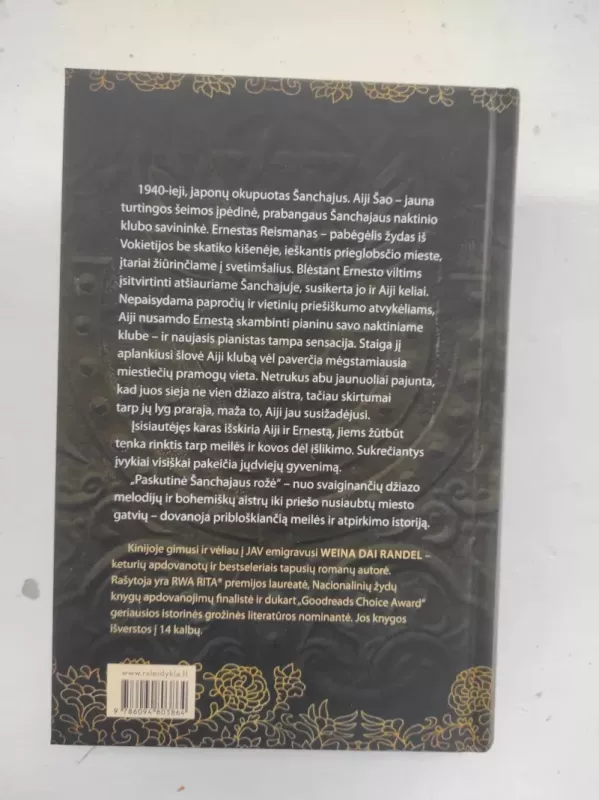 1940-ieji, japonų okupuotas Šanchajus. Aiji Šao – jauna
turtingos šeimos įpėdinė, prabangaus Šanchajaus naktinio
klubo savininkė. Ernestas Reismanas – pabėgėlis žydas iš
Vokietijos be skatiko kišenėje, ieškantis prieglobsčio mieste,
įtariai žiūrinčiame į svetimšalius. Blėstant Ernesto viltims
įsitvirtinti atšiauriame Šanchajuje, susikerta jo ir Aiji keliai.
Nepaisydama papročių ir vietinių priešiškumo atvykėliams,
Aiji nusamdo Ernestą skambinti pianinu savo naktiniame
klube – ir naujasis pianistas tampa sensacija. Staiga jį
aplankiusi šlovė Aiji klubą vėl paverčia mėgstamiausia
miestiečių pramogų vieta. Netrukus abu jaunuoliai pajunta,
kad juos sieja ne vien džiazo aistra, tačiau skirtumai
tarp jų lyg praraja, maža to, Aiji jau susižadėjusi.
Įsisiautėjęs karas išskiria Aiji ir Ernestą, jiems žūtbūt
tenka rinktis tarp meilės ir kovos dėl išlikimo. Sukrečiantys
įvykiai visiškai pakeičia judviejų gyvenimą.
„Paskutinė Šanchajaus rožė“ – nuo svaiginančių džiazo
melodijų ir bohemiškų aistrų iki priešo nusiaubtų miesto
gatvių – dovanoja pribloškiančią meilės ir atpirkimo istoriją.
Kinijoje gimusi ir vėliau į JAV emigravusi WEINA DAI RANDEL –
keturių apdovanotų ir bestseleriais tapusių romanų autorė.
Rašytoja yra RWA RITA® premijos laureatė, Nacionalinių žydų
knygų apdovanojimų finalistė ir dukart „Goodreads Choice Award“
geriausios istorinės grožinės literatūros nominantė. Jos knygos
išverstos į 14 kalbų.
www.rsleidykla.lt
9 786094 803864